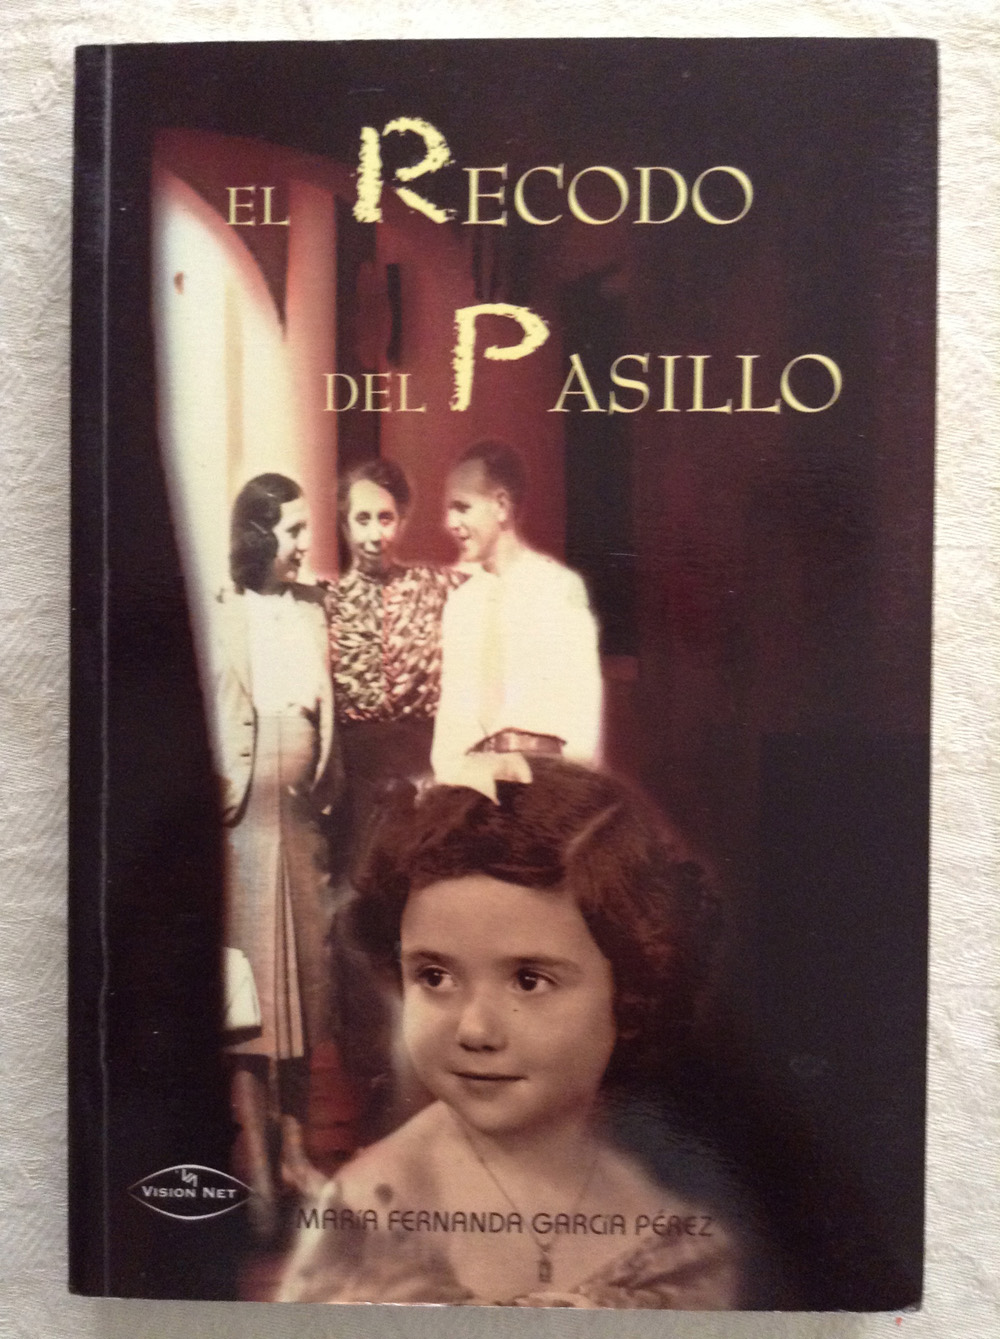 EL RECODO
DEL PASILLO
VISION NET
MARÍA FERNANDA GARCÍA PÉREZ